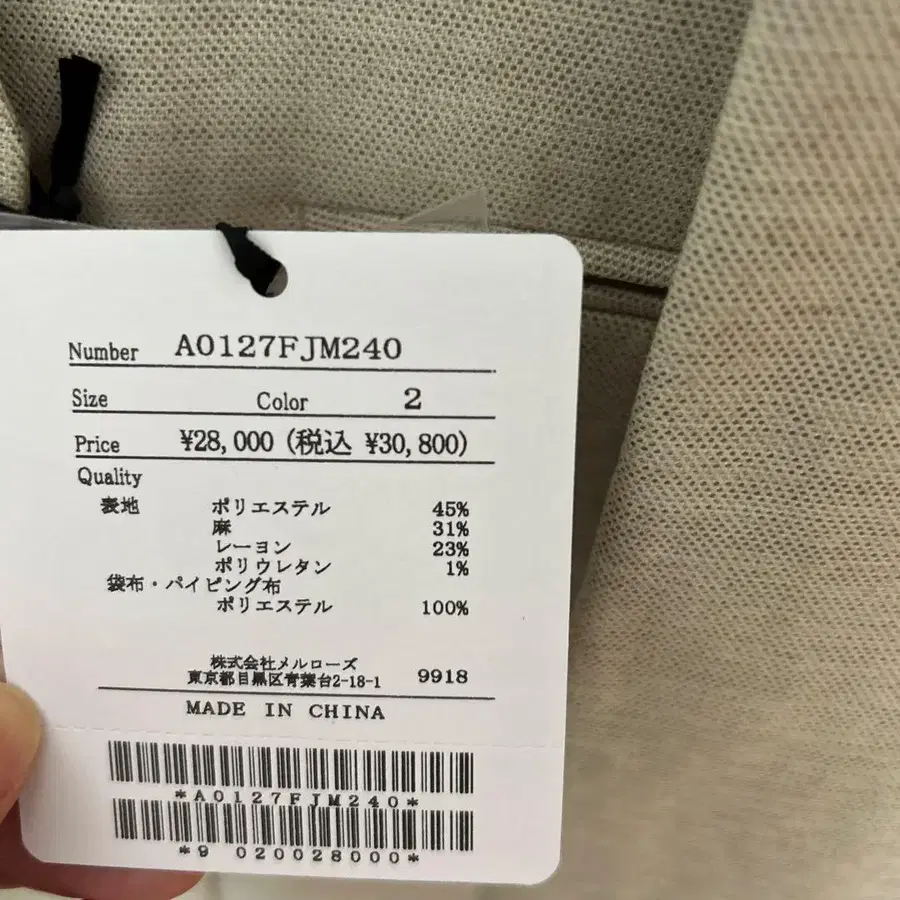 Number A0127FJM240
Size Color 2
Price ¥28,000 (税込 ¥30,800)
Quality
表地 ポリエステル 45%
麻 31%
レーヨン 23%
ポリウレタン 1%
袋布・パイピング布
ポリエステル 100%
株式会社メルローズ
東京都目黒区青葉台2-18-1 9918
MADE IN CHINA
*A0127FJM240*
*9 020028000*